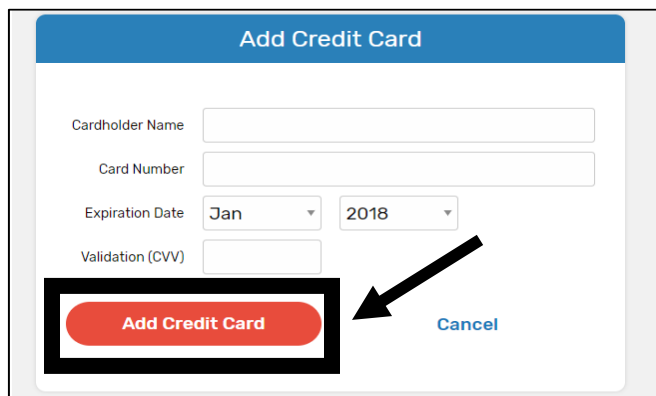 Add Credit Card
Cardholder Name
Card Number
Expiration Date Jan 2018
Validation (CVV)
Add Credit Card Cancel